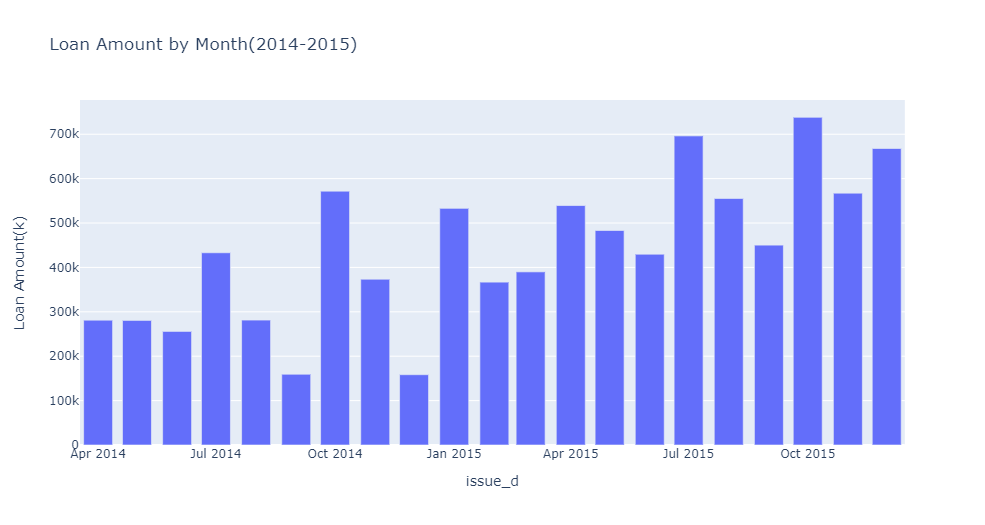 Loan Amount by Month(2014-2015)
Loan Amount(k)
700k
600k
500k
400k
300k
200k
100k
0
Apr 2014 Jul 2014 Oct 2014 Jan 2015 Apr 2015 Jul 2015 Oct 2015
issue_d